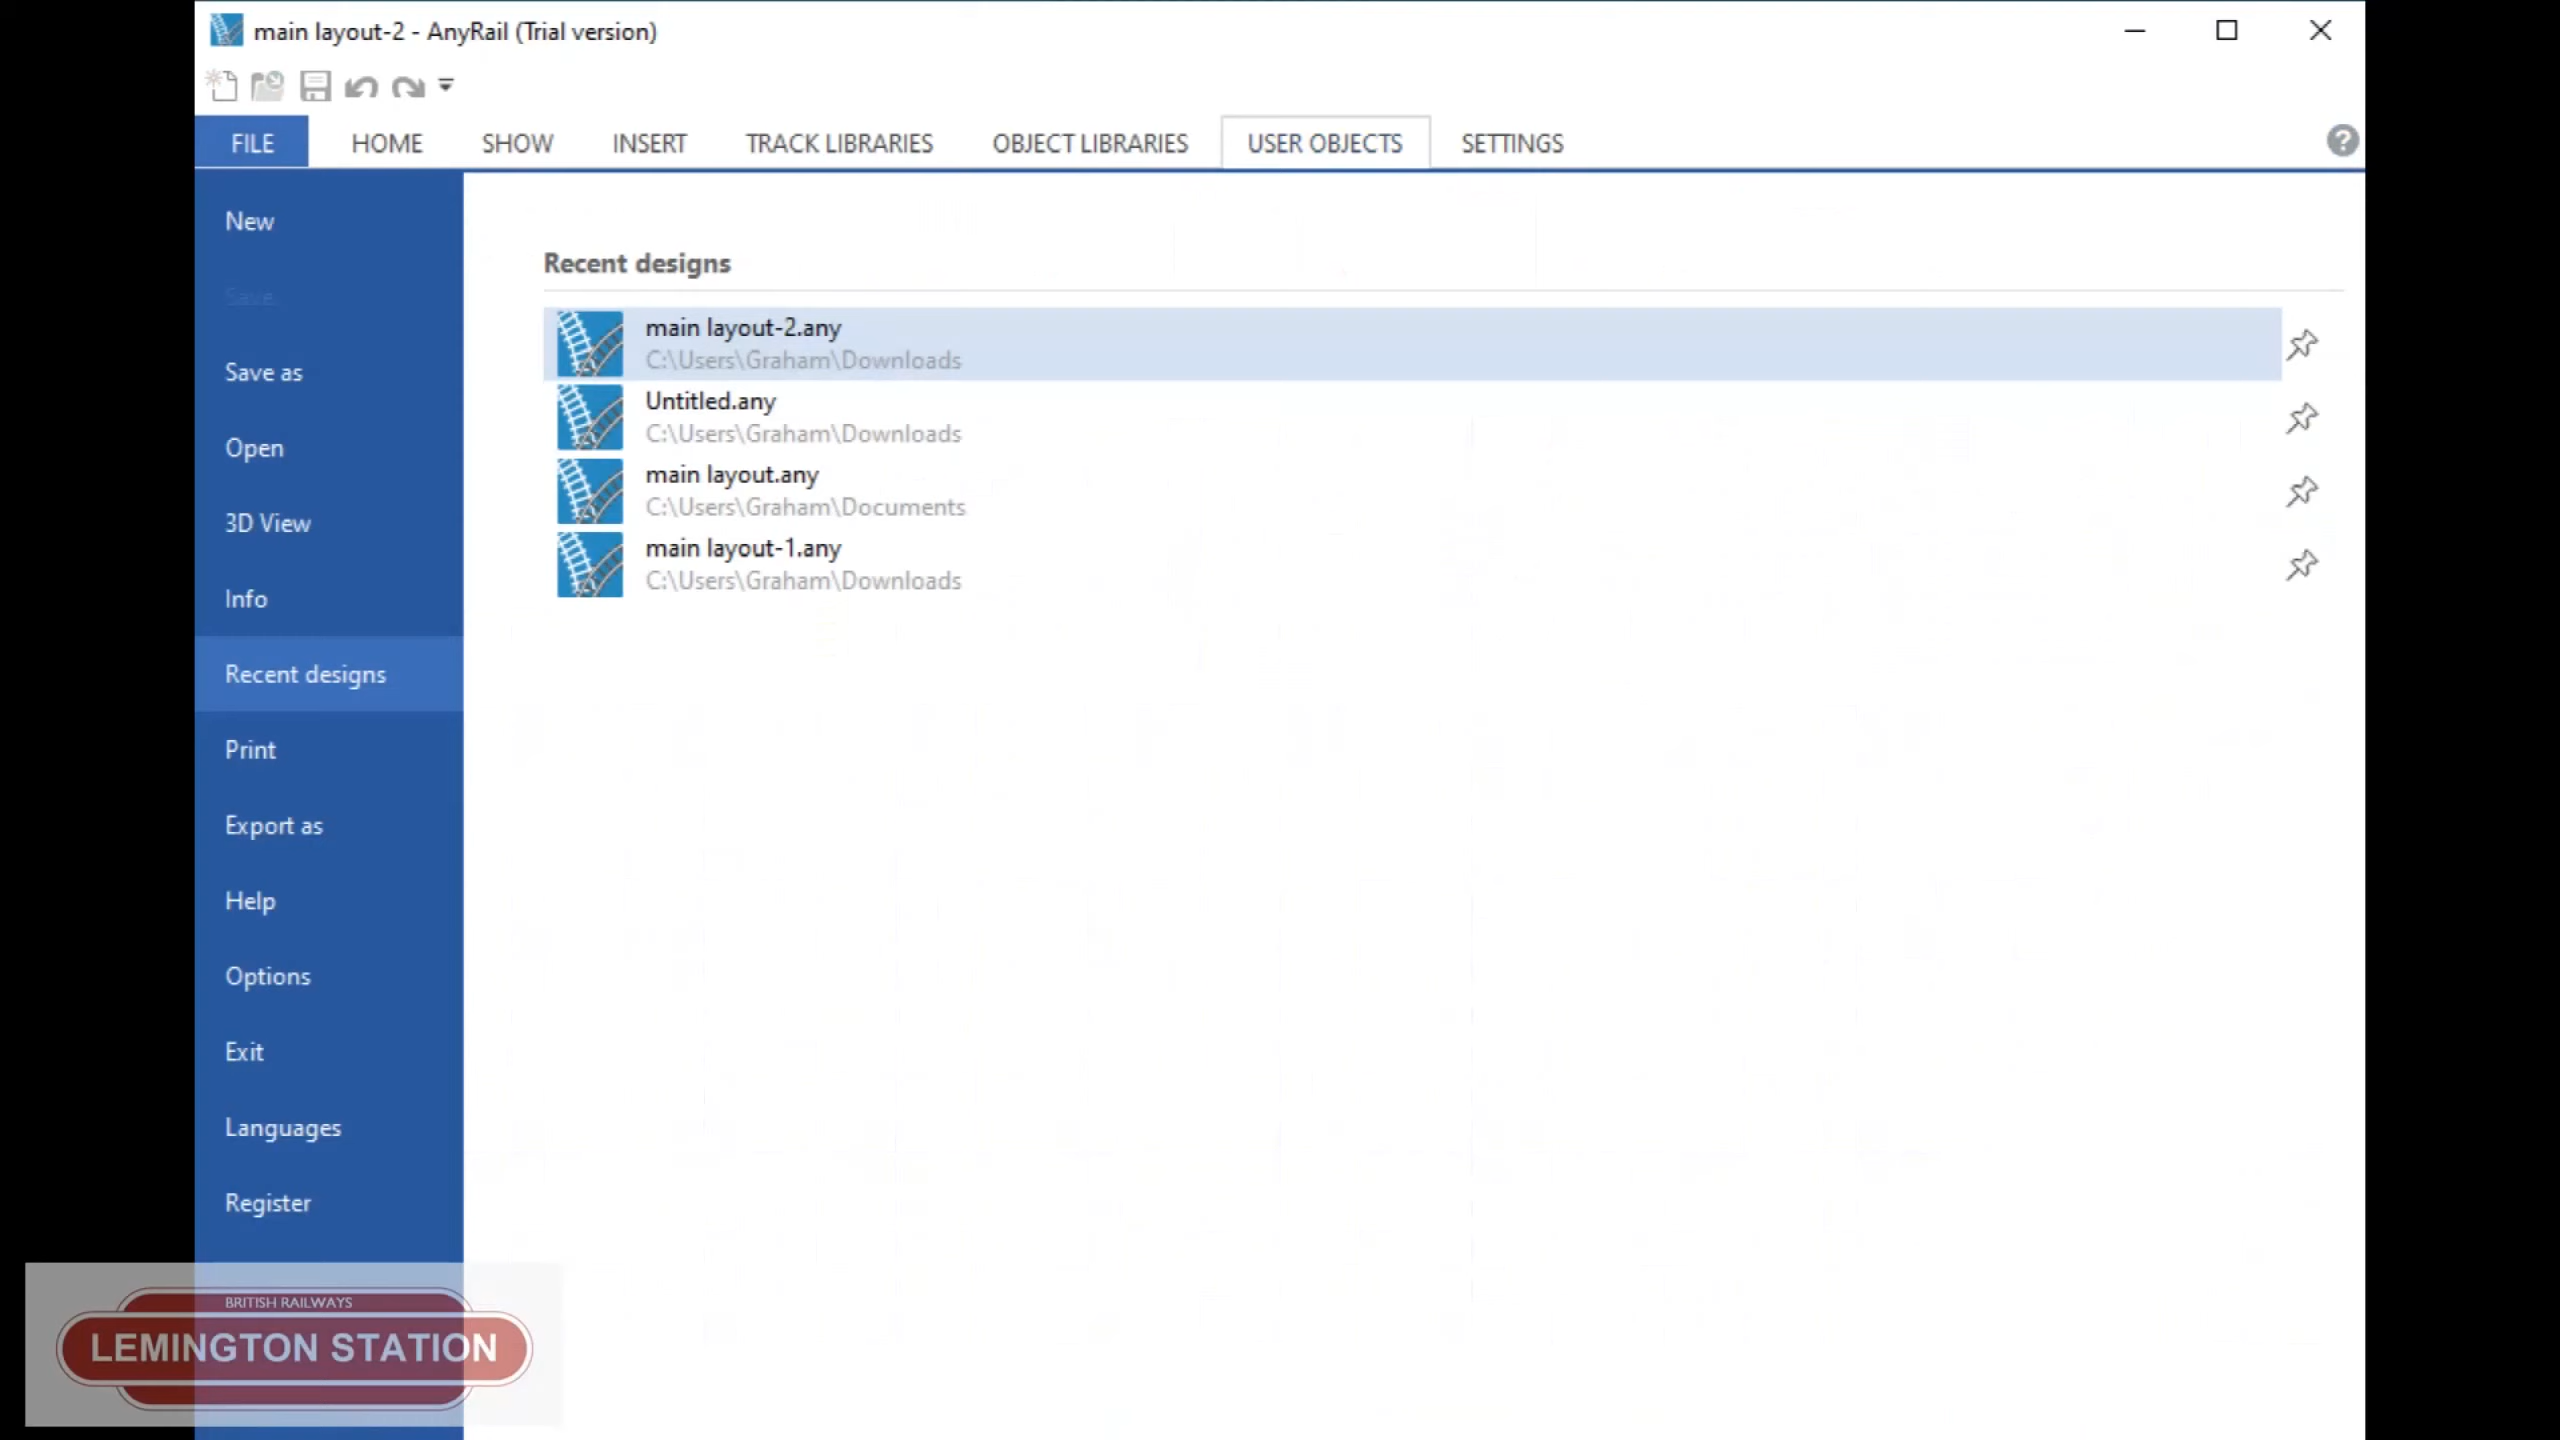 main layout-2 - AnyRail (Trial version)
FILE HOME SHOW INSERT TRACK LIBRARIES OBJECT LIBRARIES USER OBJECTS SETTINGS
?
New
Save
Save as
Open
3D View
Info
Recent designs
Print
Export as
Help
Options
Exit
Languages
Register
Recent designs
main layout-2.any
C:\Users\Graham\Downloads
Untitled.any
C:\Users\Graham\Downloads
main layout.any
C:\Users\Graham\Documents
main layout-1.any
C:\Users\Graham\Downloads
BRITISH RAILWAYS
LEMINGTON STATION